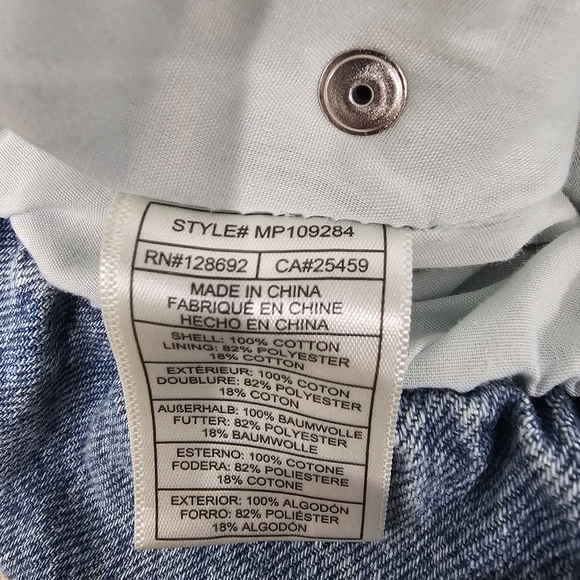 STYLE# MP109284
RN#128692 CA#25459
MADE IN CHINA
FABRIQUÉ EN CHINE
HECHO EN CHINA
SHELL: 100% COTTON
LINING: 82% POLYESTER
18% COTTON
EXTÉRIEUR: 100% COTON
DOUBLURE: 82% POLYESTER
18% COTON
AUßERHALB: 100% BAUMWOLLE
FUTTER: 82% POLYESTER
18% BAUMWOLLE
ESTERNO: 100% COTONE
FODERA: 82% POLIESTERE
18% COTONE
EXTERIOR: 100% ALGODÓN
FORRO: 82% POLIÉSTER
18% ALGODÓN